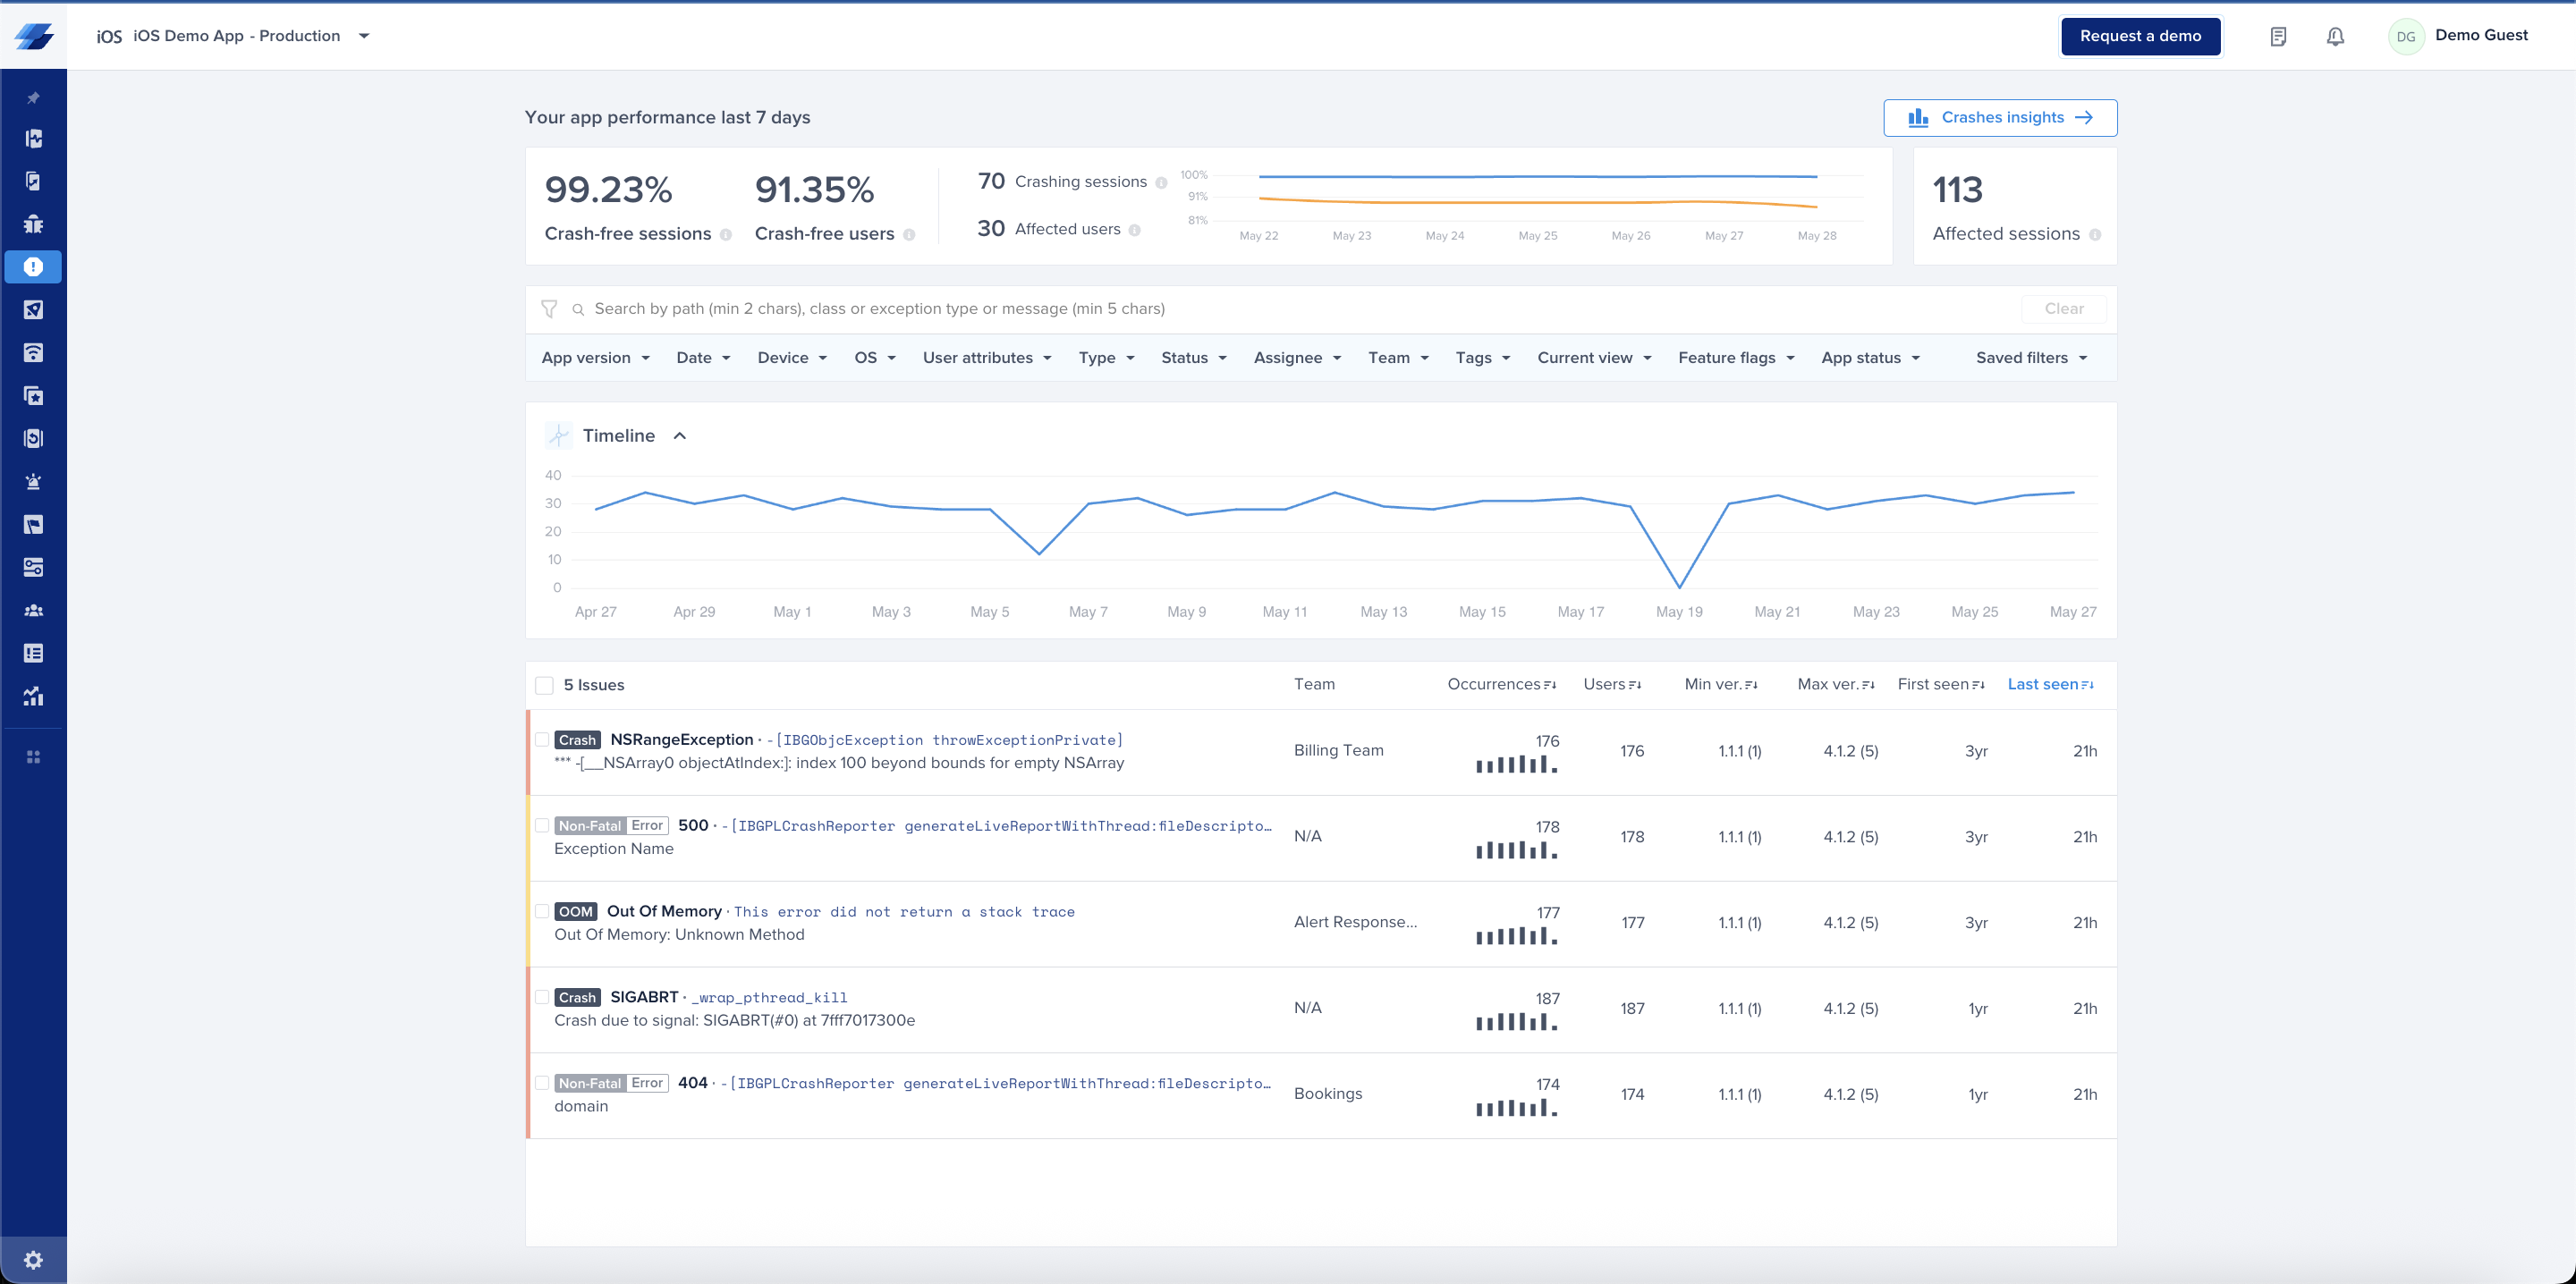 iOS iOS Demo App - Production
Request a demo
DG Demo Guest
Your app performance last 7 days
Crashes insights
99.23%
Crash-free sessions
91.35%
Crash-free users
70 Crashing sessions
30 Affected users
100%
91%
81%
May 22 May 23 May 24 May 25 May 26 May 27 May 28
113
Affected sessions
Search by path (min 2 chars), class or exception type or message (min 5 chars)
Clear
App version Date Device OS User attributes Type Status Assignee Team Tags Current view Feature flags App status Saved filters
Timeline
40
30
20
10
0
Apr 27 Apr 29 May 1 May 3 May 5 May 7 May 9 May 11 May 13 May 15 May 17 May 19 May 21 May 23 May 25 May 27
5 Issues Team Occurrences Users Min ver. Max ver. First seen Last seen
Crash NSRangeException · -[IBGObjcException throwExceptionPrivate]
*** -[__NSArray0 objectAtIndex:]: index 100 beyond bounds for empty NSArray
Billing Team 176 176 1.1.1 (1) 4.1.2 (5) 3yr 21h
Non-Fatal Error 500 · -[IBGPLCrashReporter generateLiveReportWithThread:fileDescripto...
Exception Name
N/A 178 178 1.1.1 (1) 4.1.2 (5) 3yr 21h
OOM Out Of Memory · This error did not return a stack trace
Out Of Memory: Unknown Method
Alert Response... 177 177 1.1.1 (1) 4.1.2 (5) 3yr 21h
Crash SIGABRT · _wrap_pthread_kill
Crash due to signal: SIGABRT(#0) at 7fff7017300e
N/A 187 187 1.1.1 (1) 4.1.2 (5) 1yr 21h
Non-Fatal Error 404 · -[IBGPLCrashReporter generateLiveReportWithThread:fileDescripto...
domain
Bookings 174 174 1.1.1 (1) 4.1.2 (5) 1yr 21h